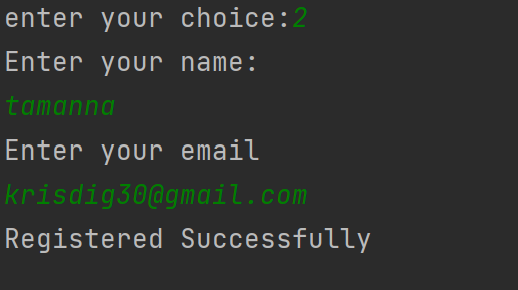 enter your choice:2
Enter your name:
tamanna
Enter your email
krisdig30@gmail.com
Registered Successfully